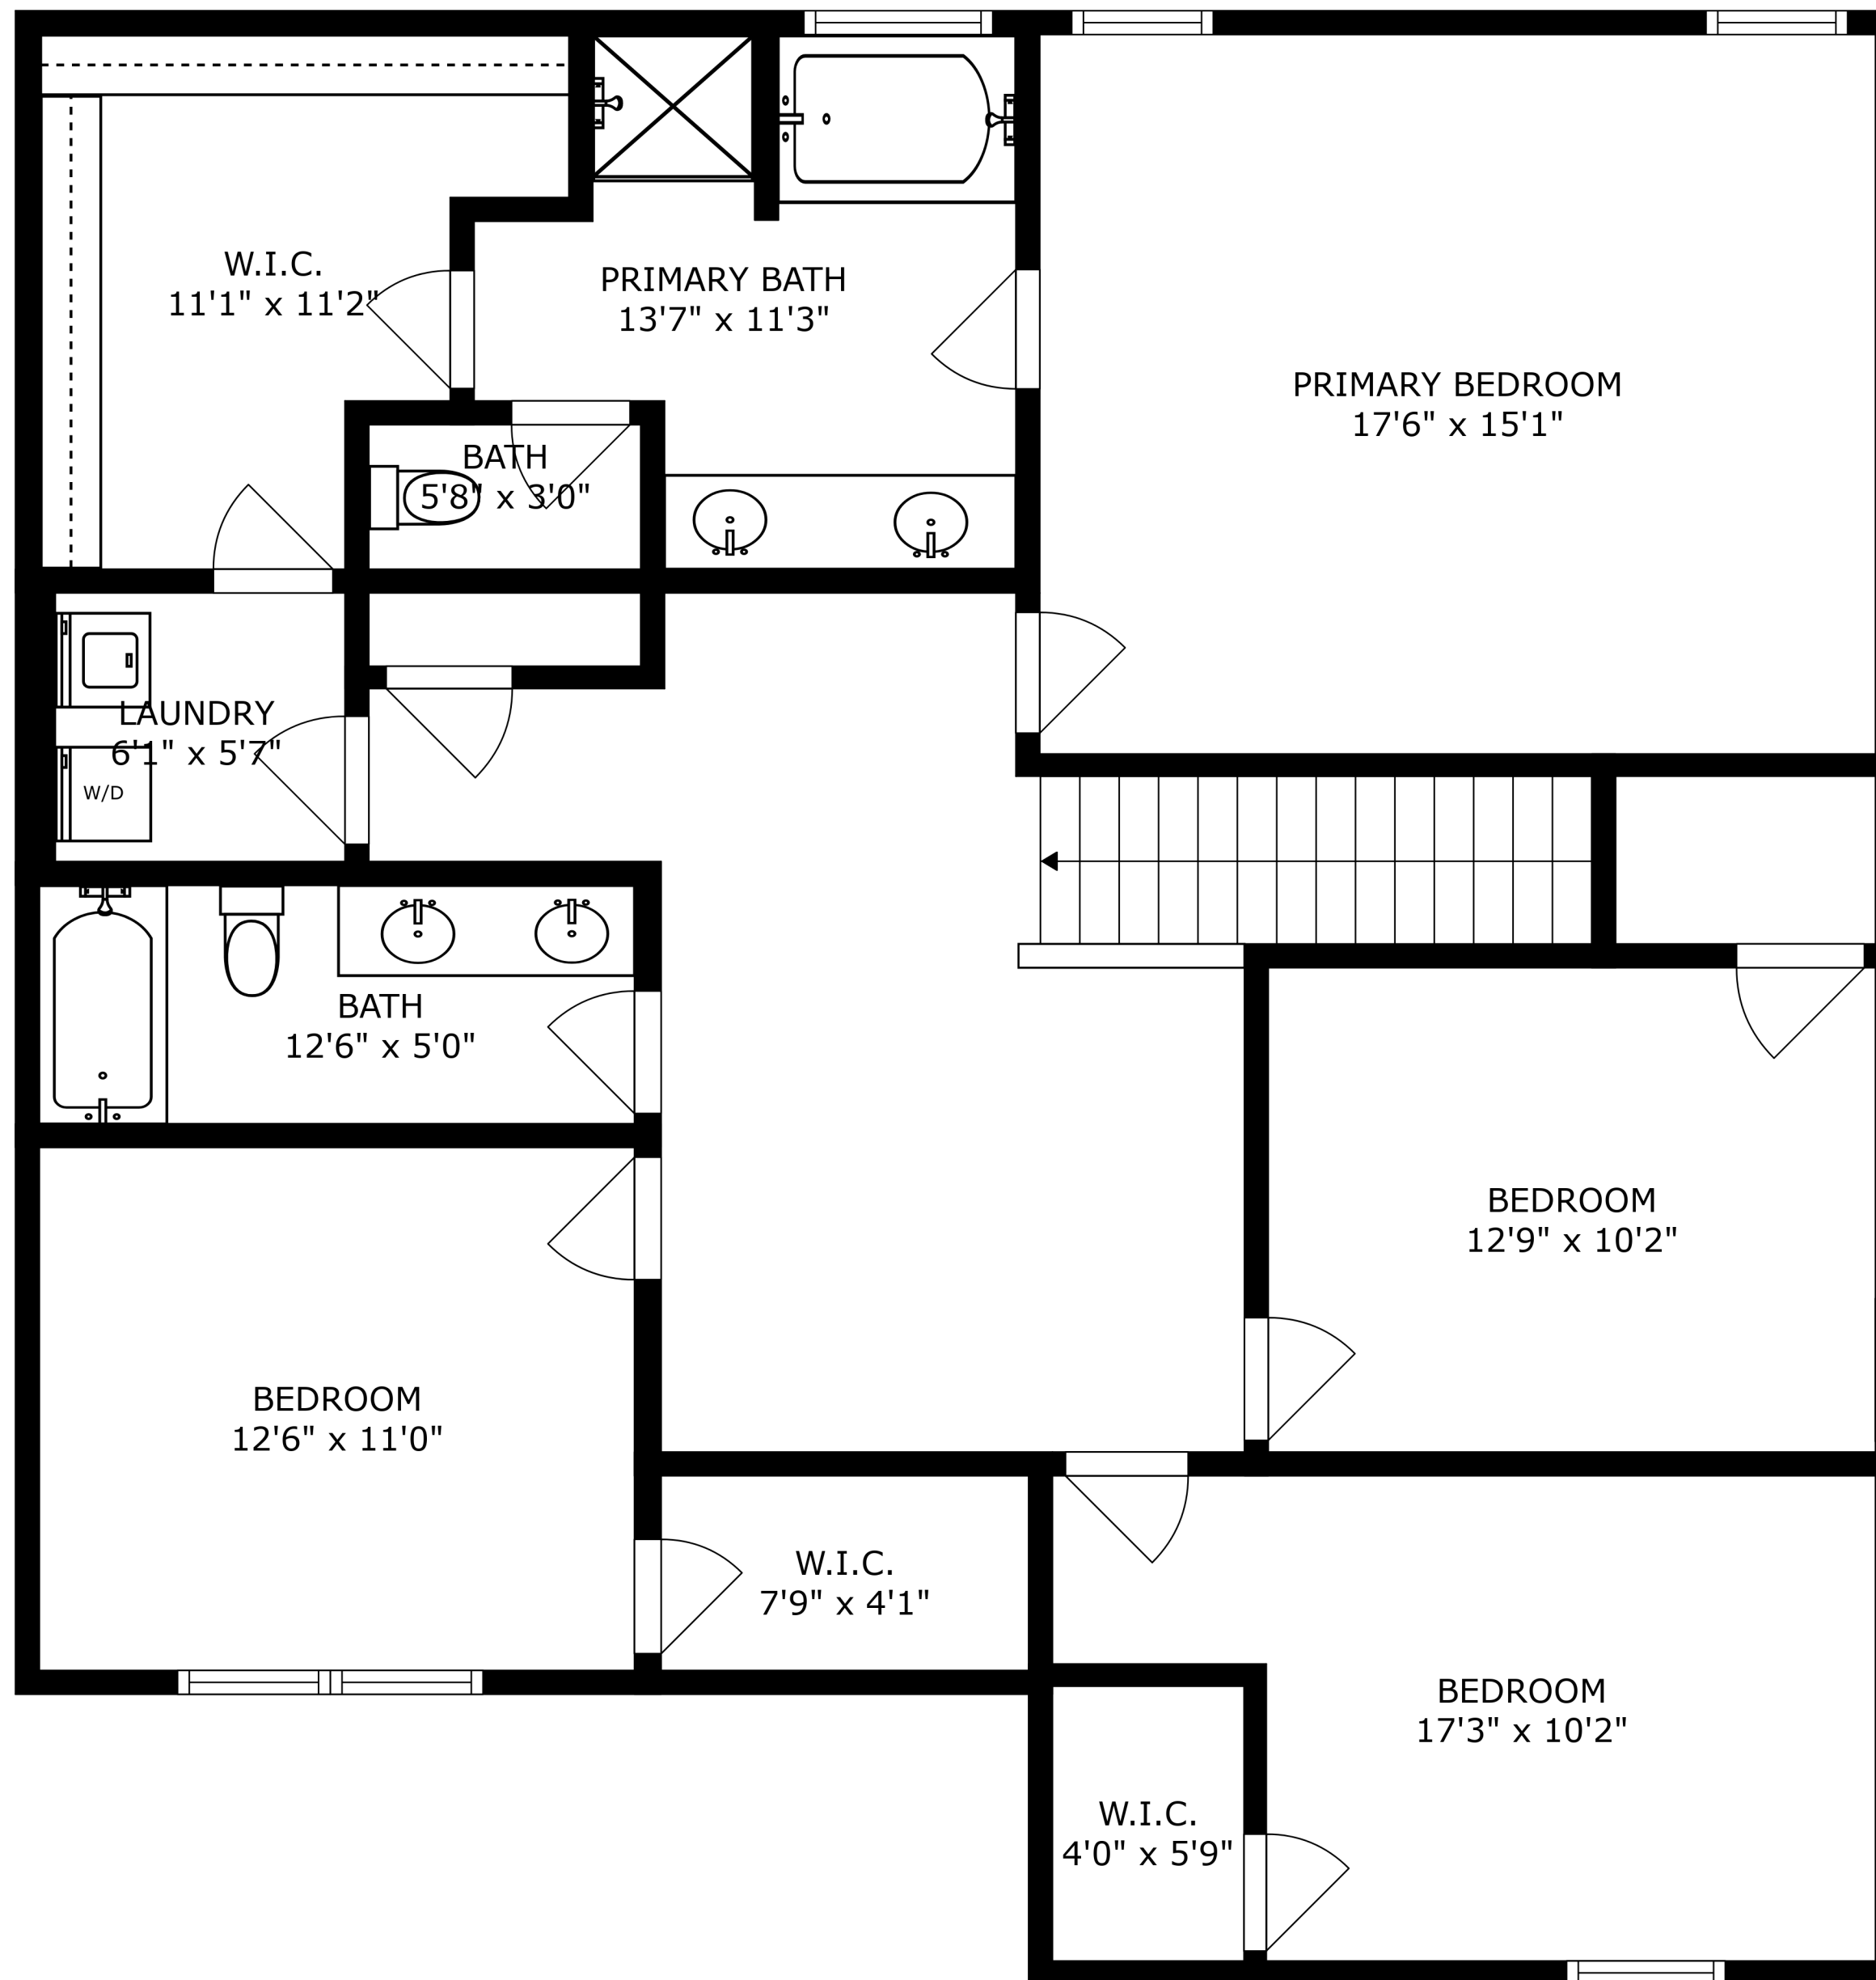 W.I.C.
11'1" x 11'2"
PRIMARY BATH
13'7" x 11'3"
PRIMARY BEDROOM
17'6" x 15'1"
BATH
5'8" x 3'0"
LAUNDRY
6'1" x 5'7"
W/D
BATH
12'6" x 5'0"
BEDROOM
12'9" x 10'2"
BEDROOM
12'6" x 11'0"
W.I.C.
7'9" x 4'1"
BEDROOM
17'3" x 10'2"
W.I.C.
4'0" x 5'9"